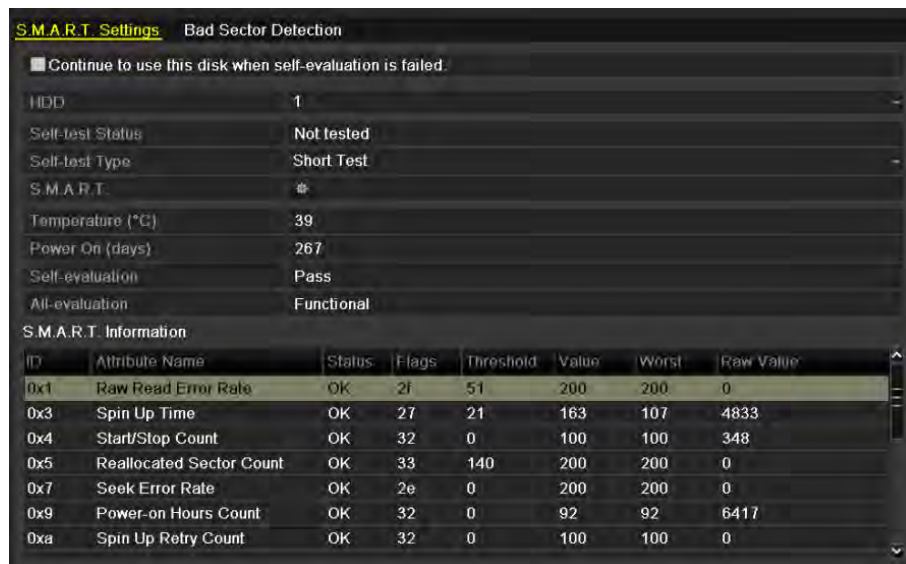 S.M.A.R.T. Settings Bad Sector Detection
Continue to use this disk when self-evaluation is failed.
HDD 1
Self-test Status Not tested
Self-test Type Short Test
S.M.A.R.T.
Temperature (°C) 39
Power On (days) 267
Self-evaluation Pass
All-evaluation Functional
S.M.A.R.T. Information
ID Attribute Name Status Flags Threshold Value Worst Raw Value
0x1 Raw Read Error Rate OK 2f 51 200 200 0
0x3 Spin Up Time OK 27 21 163 107 4833
0x4 Start/Stop Count OK 32 0 100 100 348
0x5 Reallocated Sector Count OK 33 140 200 200 0
0x7 Seek Error Rate OK 2e 0 200 200 0
0x9 Power-on Hours Count OK 32 0 92 92 6417
0xa Spin Up Retry Count OK 32 0 100 100 0